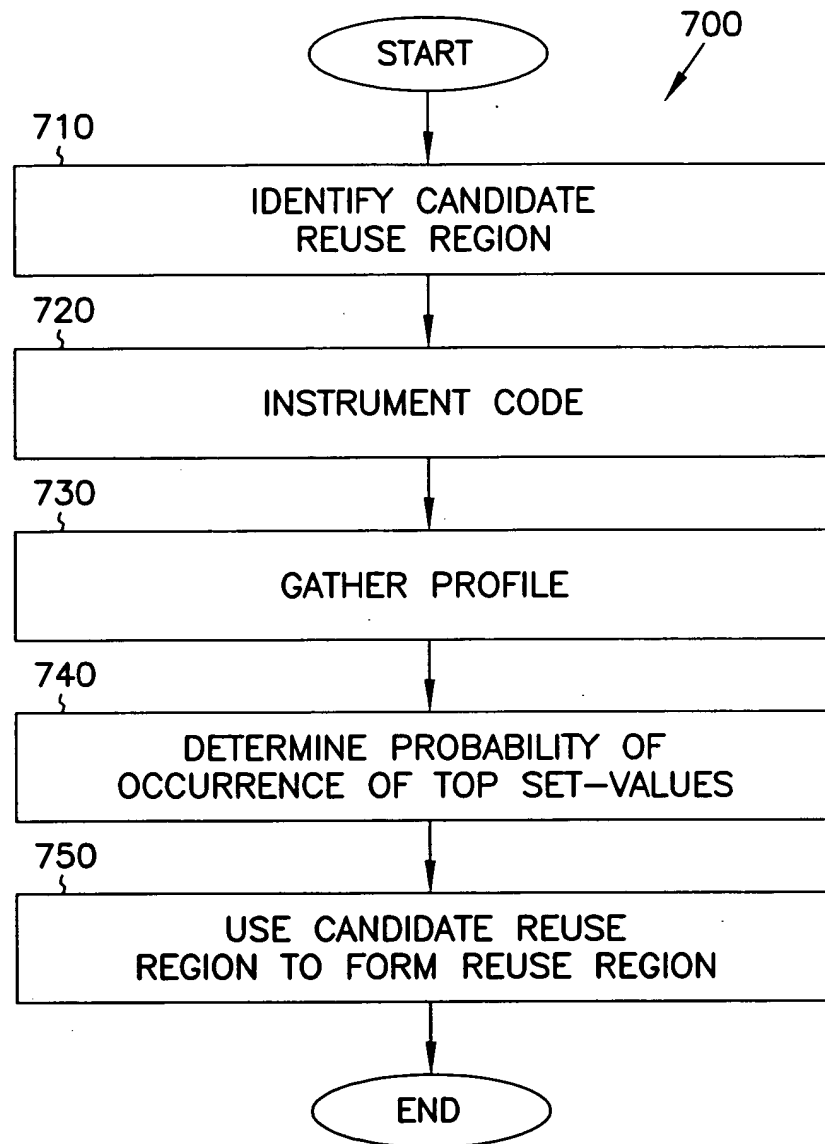 START
700
710
IDENTIFY CANDIDATE
REUSE REGION
720
INSTRUMENT CODE
730
GATHER PROFILE
740
DETERMINE PROBABILITY OF
OCCURRENCE OF TOP SET-VALUES
750
USE CANDIDATE REUSE
REGION TO FORM REUSE REGION
END